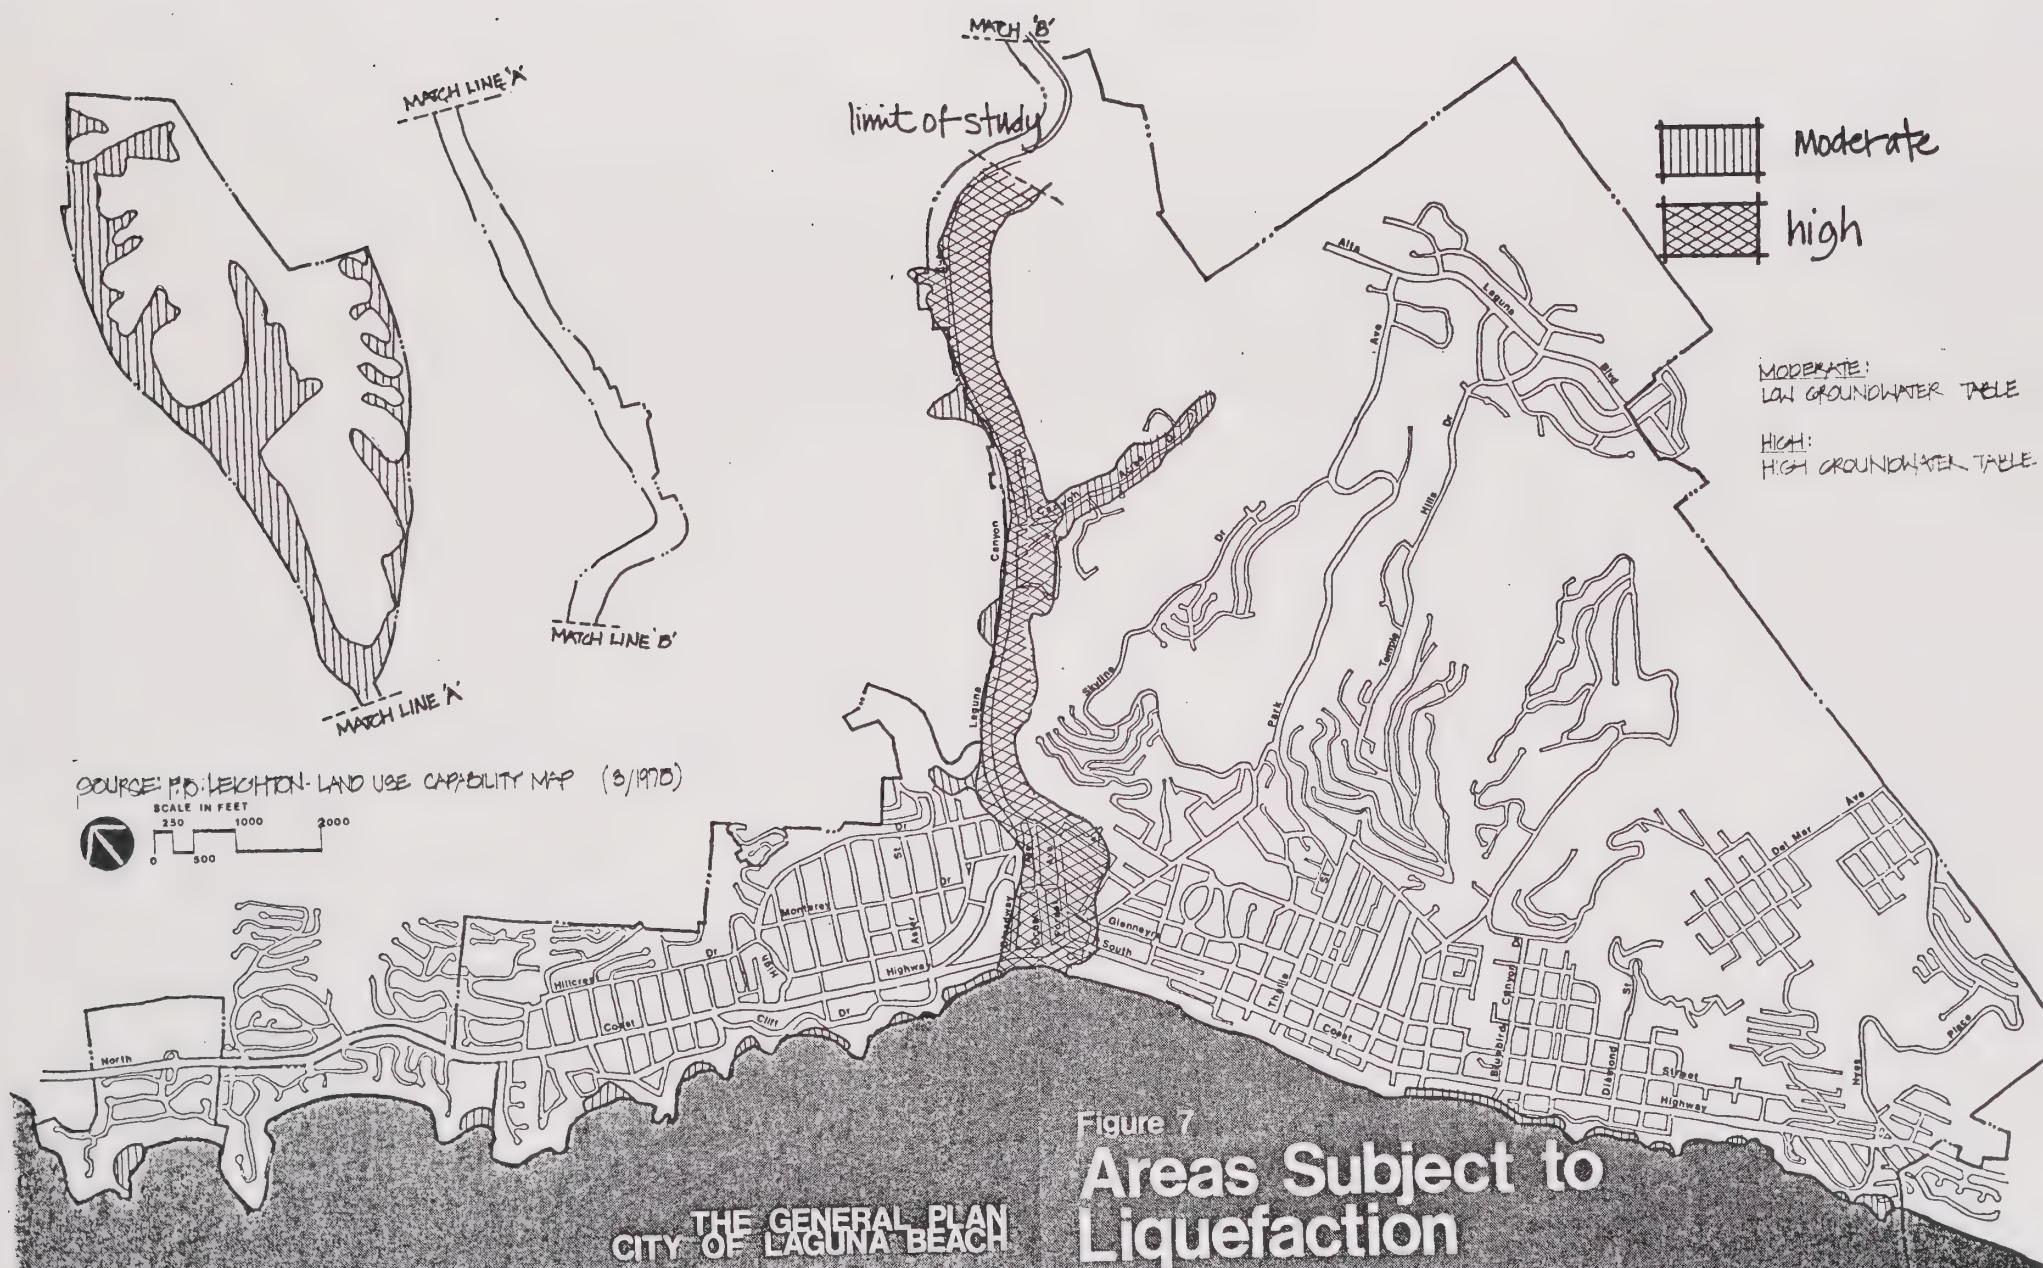 MATCH 'B'
MATCH LINE 'A'
limit of study
Moderate
high
Alta
Laguna
Ave
Blvd
MODERATE:
LOW GROUNDWATER TABLE
HIGH:
HIGH GROUNDWATER TABLE
Dr
Canyon
Acres
Dr
Hills
Canyon
Dr
MATCH LINE 'B'
Temple
Skyline
MATCH LINE 'A'
Laguna
Park
SOURCE: F.B. LEIGHTON - LAND USE CAPABILITY MAP
SCALE IN FEET
250 1000 2000
0 500
Dr
St
Dr
Monterey
Aster
Dr
High
Highway
Hillcrest
Coast
Cliff
Dr
North
St
Glenneyre
South
Thalia
Coast
Del Mar
Ave
Dr
Canyon
Bluebird
St
Diamond
Street
Highway
Nyes
Place
Figure 7
Areas Subject to
Liquefaction
THE GENERAL PLAN
CITY OF LAGUNA BEACH